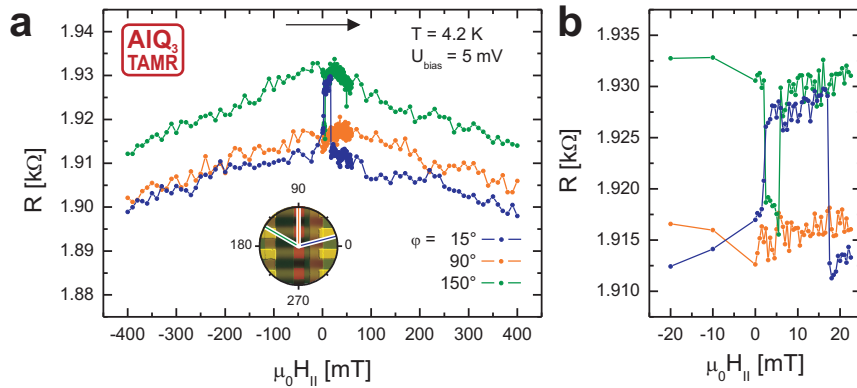 a
AlQ3
TAMR
T = 4.2 K
Ubias = 5 mV
1.94
1.93
1.92
1.91
1.90
1.89
1.88
R [kΩ]
90
180
0
270
φ = 15°
90°
150°
-400 -300 -200 -100 0 100 200 300 400
μ0HII [mT]
b
1.935
1.930
1.925
1.920
1.915
1.910
R [kΩ]
-20 -10 0 10 20
μ0HII [mT]